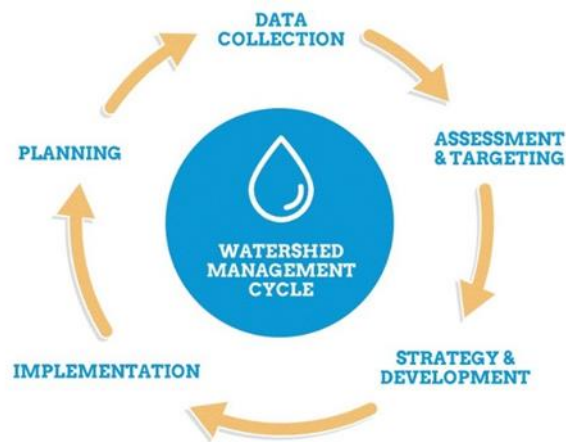 DATA
COLLECTION
ASSESSMENT
& TARGETING
STRATEGY &
DEVELOPMENT
IMPLEMENTATION
PLANNING
WATERSHED
MANAGEMENT
CYCLE